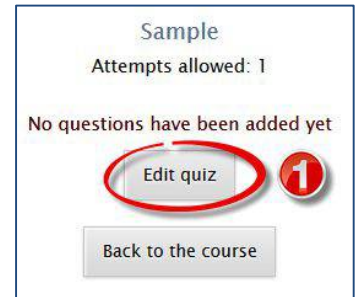 Sample
Attempts allowed: 1
No questions have been added yet
Edit quiz
1
Back to the course